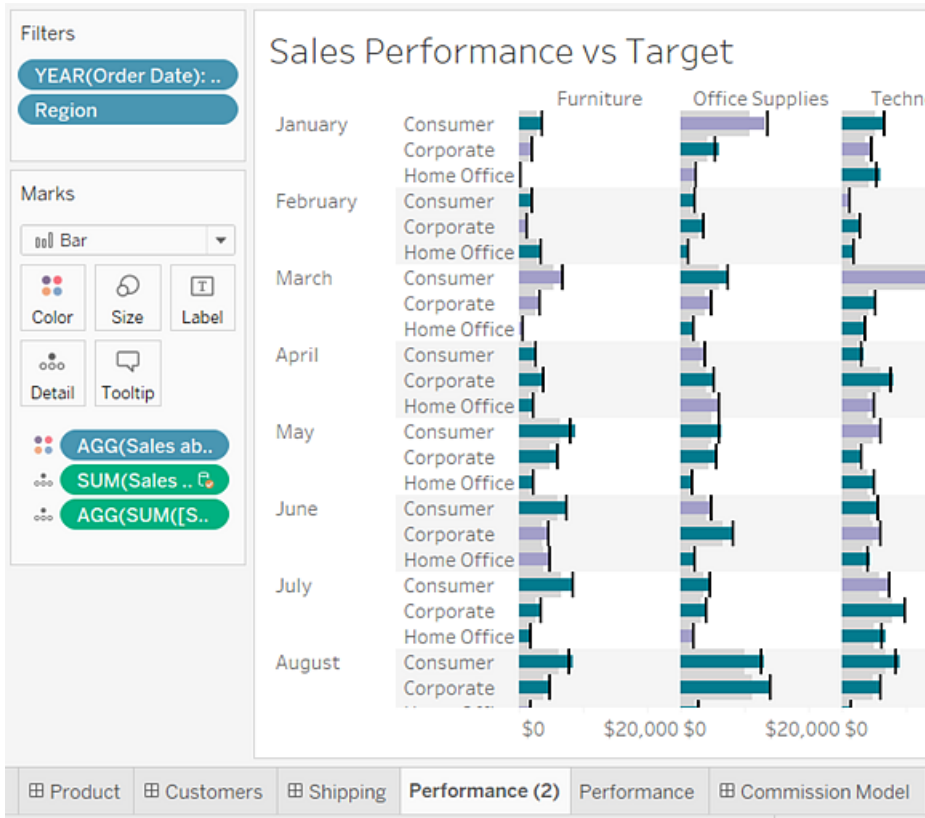 Filters
YEAR(Order Date): ..
Region
Marks
Bar
Color
Size
T
Label
Detail
Tooltip
AGG(Sales ab..
SUM(Sales ..
AGG(SUM([S..
Sales Performance vs Target
Furniture Office Supplies Techn
January Consumer
Corporate
Home Office
February Consumer
Corporate
Home Office
March Consumer
Corporate
Home Office
April Consumer
Corporate
Home Office
May Consumer
Corporate
Home Office
June Consumer
Corporate
Home Office
July Consumer
Corporate
Home Office
August Consumer
Corporate
$0 $20,000 $0 $20,000 $0
Product Customers Shipping Performance (2) Performance Commission Model